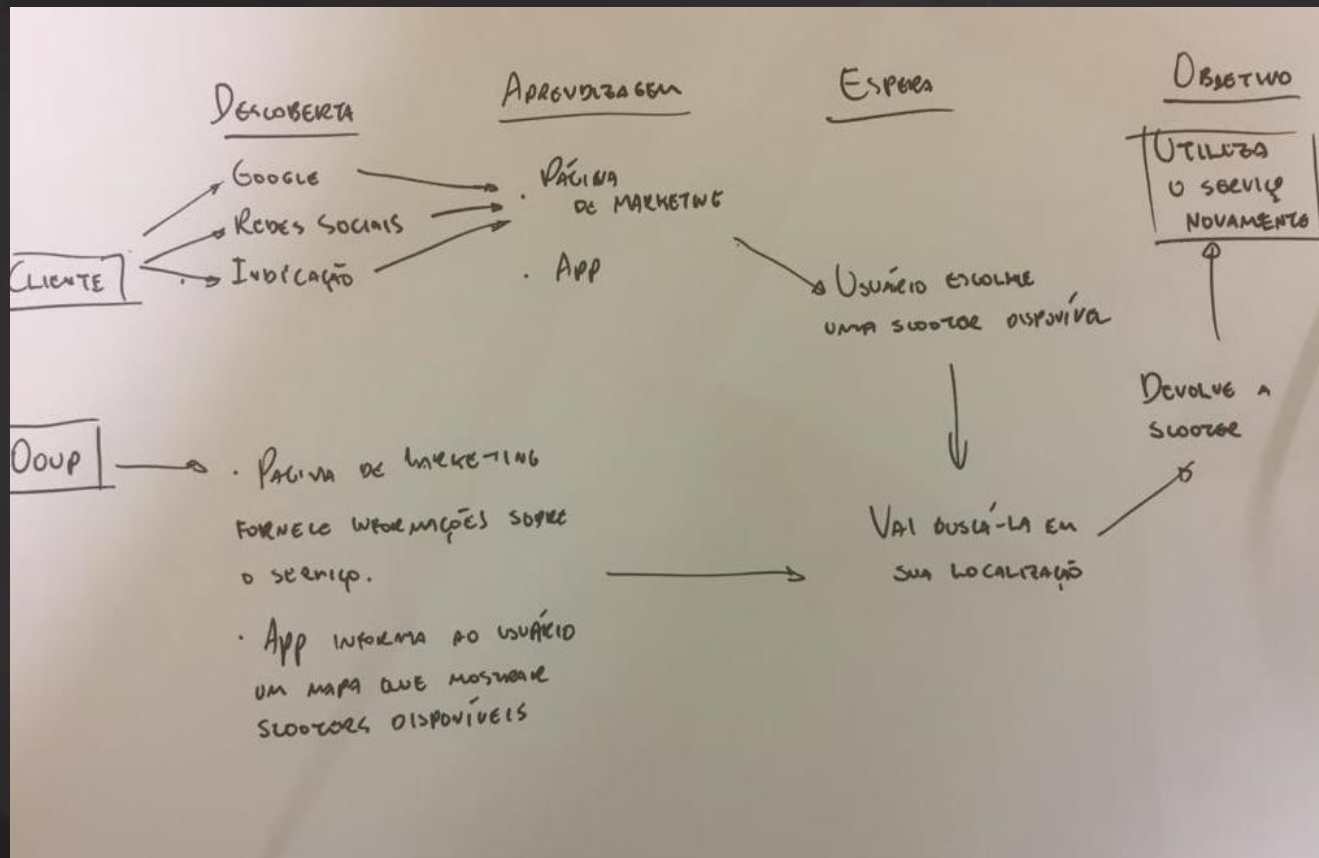 DESCOBERTA
APRENDIZAGEM
ESPERA
OBJETIVO
CLIENTE
GOOGLE
REDES SOCIAIS
INDICAÇÃO
· PÁGINA
DE MARKETING
· APP
USUÁRIO ESCOLHE
UMA SCOOTER DISPONÍVEL
UTILIZA
O SERVIÇO
NOVAMENTE
DEVOLVE A
SCOOTER
VAI BUSCÁ-LA EM
SUA LOCALIZAÇÃO
OOUP
· PAGINA DE MARKETING
FORNECE INFORMAÇÕES SOBRE
O SERVIÇO.
· APP INFORMA AO USUÁRIO
UM MAPA QUE MOSTRAR
SCOOTERS DISPONÍVEIS